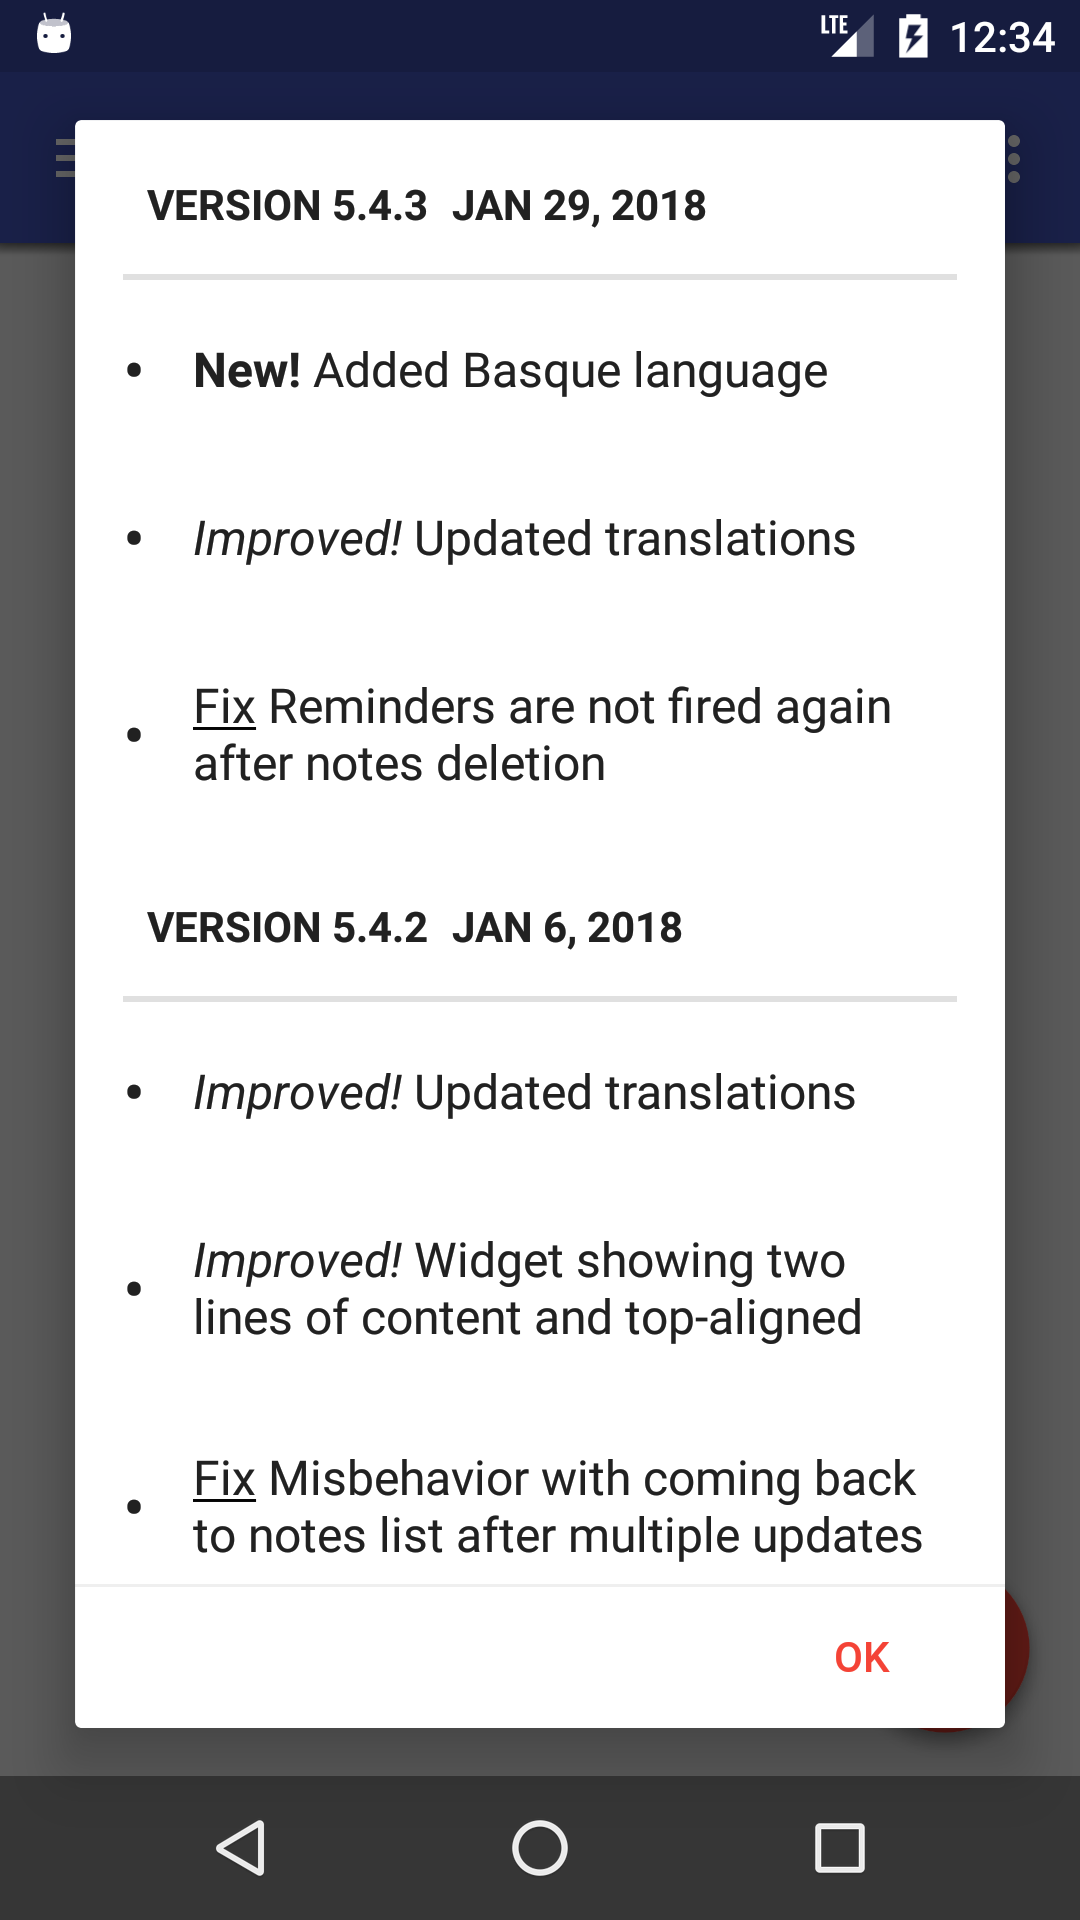 LTE 12:34
VERSION 5.4.3 JAN 29, 2018
• New! Added Basque language
• Improved! Updated translations
• Fix Reminders are not fired again
after notes deletion
VERSION 5.4.2 JAN 6, 2018
• Improved! Updated translations
• Improved! Widget showing two
lines of content and top-aligned
• Fix Misbehavior with coming back
to notes list after multiple updates
OK